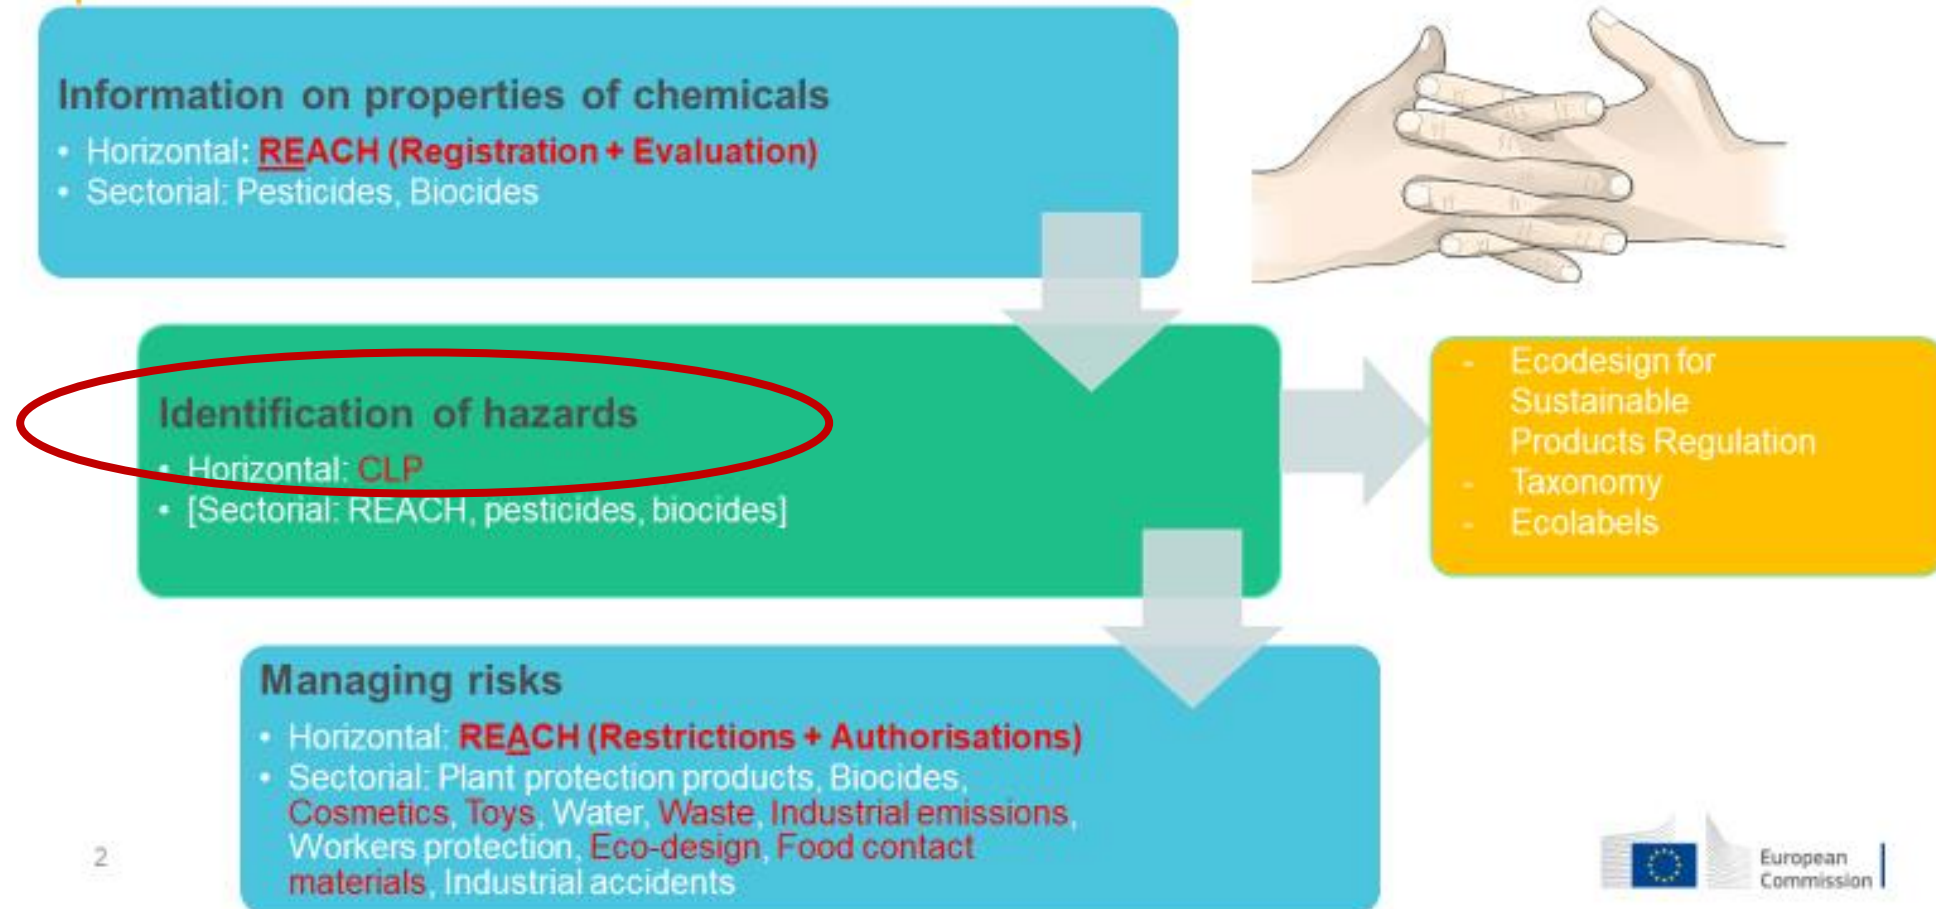 Information on properties of chemicals
• Horizontal: REACH (Registration + Evaluation)
• Sectorial: Pesticides, Biocides
Identification of hazards
• Horizontal: CLP
• [Sectorial: REACH, pesticides, biocides]
- Ecodesign for
Sustainable
Products Regulation
- Taxonomy
- Ecolabels
Managing risks
• Horizontal: REACH (Restrictions + Authorisations)
• Sectorial: Plant protection products, Biocides,
Cosmetics, Toys, Water, Waste, Industrial emissions,
Workers protection, Eco-design, Food contact
materials, Industrial accidents
2
European
Commission